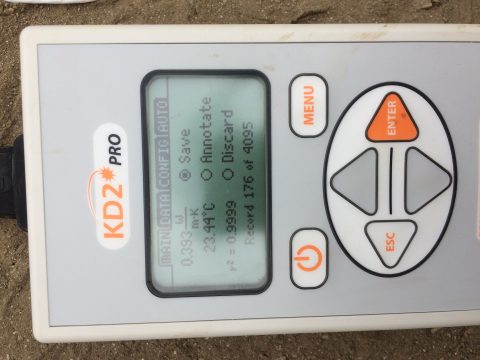 KD2 PRO
MAIN DATA CONFIG AUTO
0.393 W/m·K
Save
23.44°C
Annotate
r² = 0.9999
Discard
Record 176 of 4095
MENU
ENTER
ESC